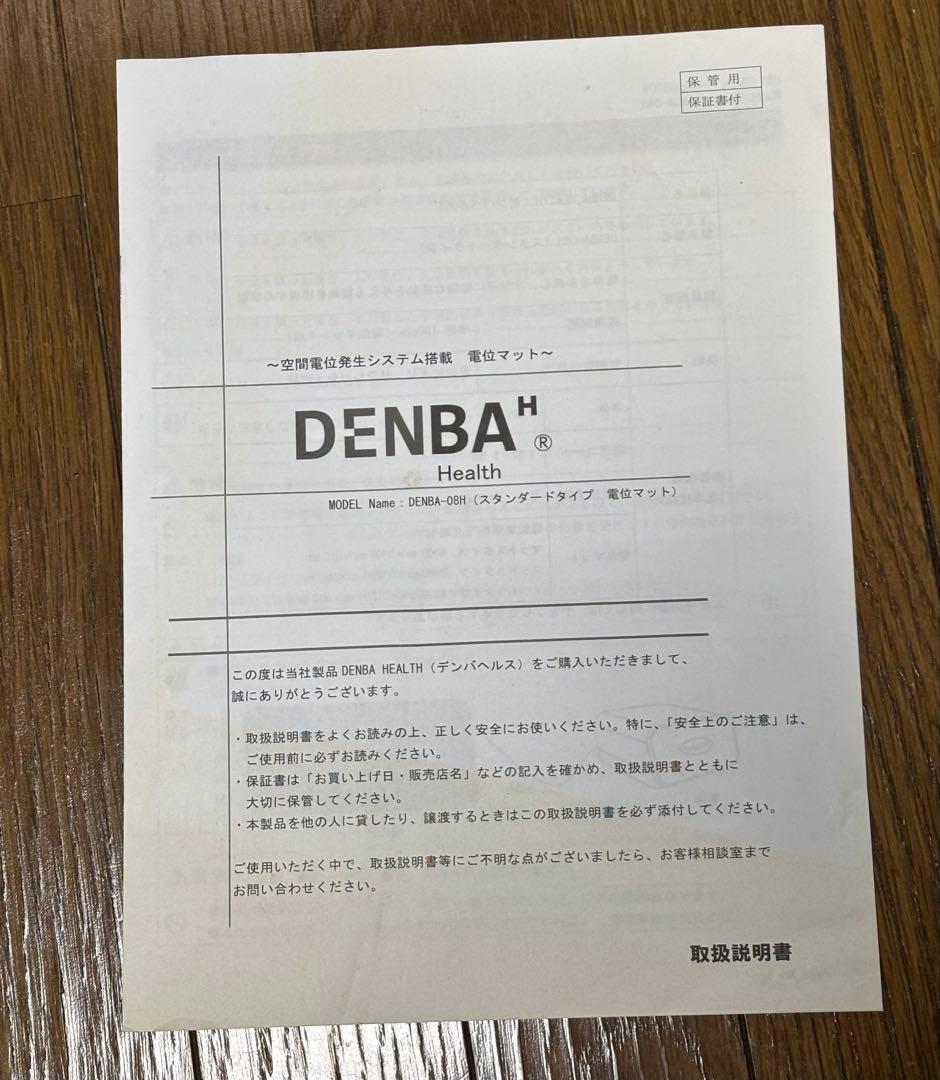 保管用
保証書付
～空間電位発生システム搭載　電位マット～
DENBA H ®
Health
MODEL Name：DENBA-08H（スタンダードタイプ　電位マット）
この度は当社製品 DENBA HEALTH（デンバヘルス）をご購入いただきまして、
誠にありがとうございます。
・取扱説明書をよくお読みの上、正しく安全にお使いください。特に、「安全上のご注意」は、
ご使用前に必ずお読みください。
・保証書は「お買い上げ日・販売店名」などの記入を確かめ、取扱説明書とともに
大切に保管してください。
・本製品を他の人に貸したり、譲渡するときはこの取扱説明書を必ず添付してください。
ご使用いただく中で、取扱説明書等にご不明な点がございましたら、お客様相談室まで
お問い合わせください。
取扱説明書